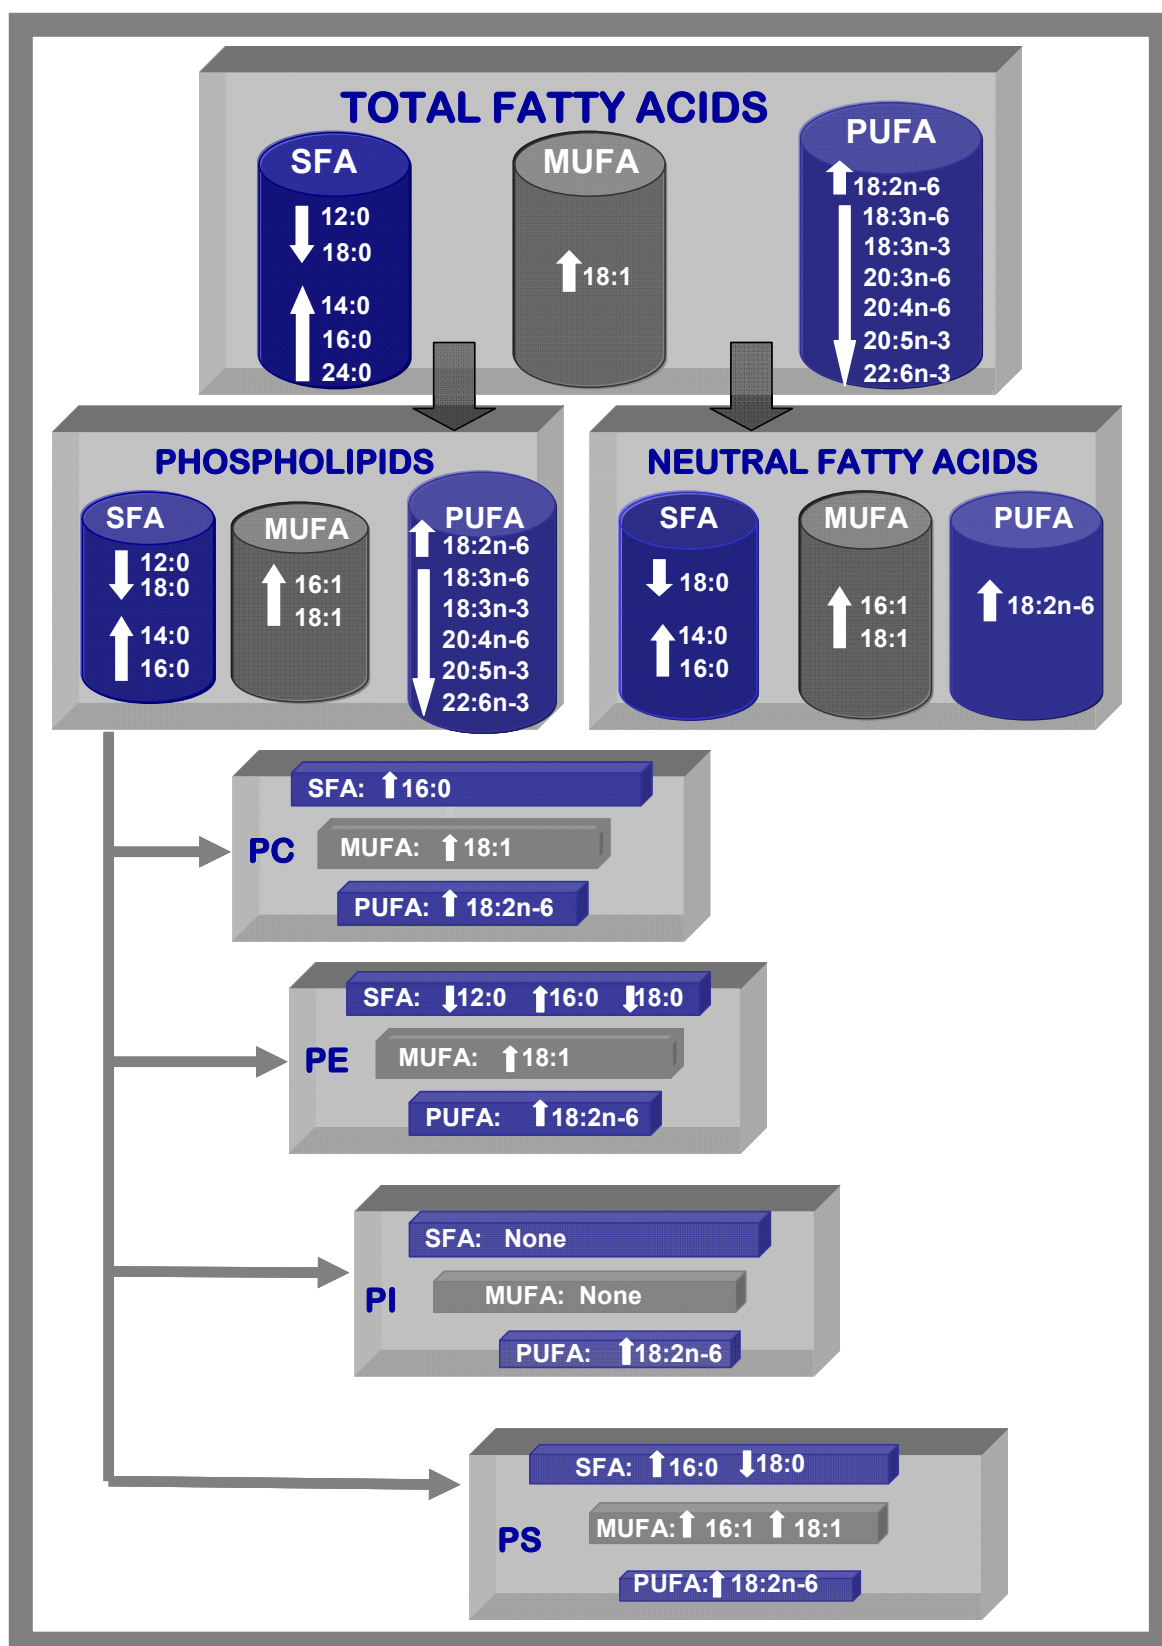 TOTAL FATTY ACIDS
SFA
12:0
18:0
14:0
16:0
24:0
MUFA
18:1
PUFA
18:2n-6
18:3n-6
18:3n-3
20:3n-6
20:4n-6
20:5n-3
22:6n-3
PHOSPHOLIPIDS
SFA
12:0
18:0
14:0
16:0
MUFA
16:1
18:1
PUFA
18:2n-6
18:3n-6
18:3n-3
20:4n-6
20:5n-3
22:6n-3
NEUTRAL FATTY ACIDS
SFA
18:0
14:0
16:0
MUFA
16:1
18:1
PUFA
18:2n-6
PC
SFA: 16:0
MUFA: 18:1
PUFA: 18:2n-6
PE
SFA: 12:0 16:0 18:0
MUFA: 18:1
PUFA: 18:2n-6
PI
SFA: None
MUFA: None
PUFA: 18:2n-6
PS
SFA: 16:0 18:0
MUFA: 16:1 18:1
PUFA: 18:2n-6